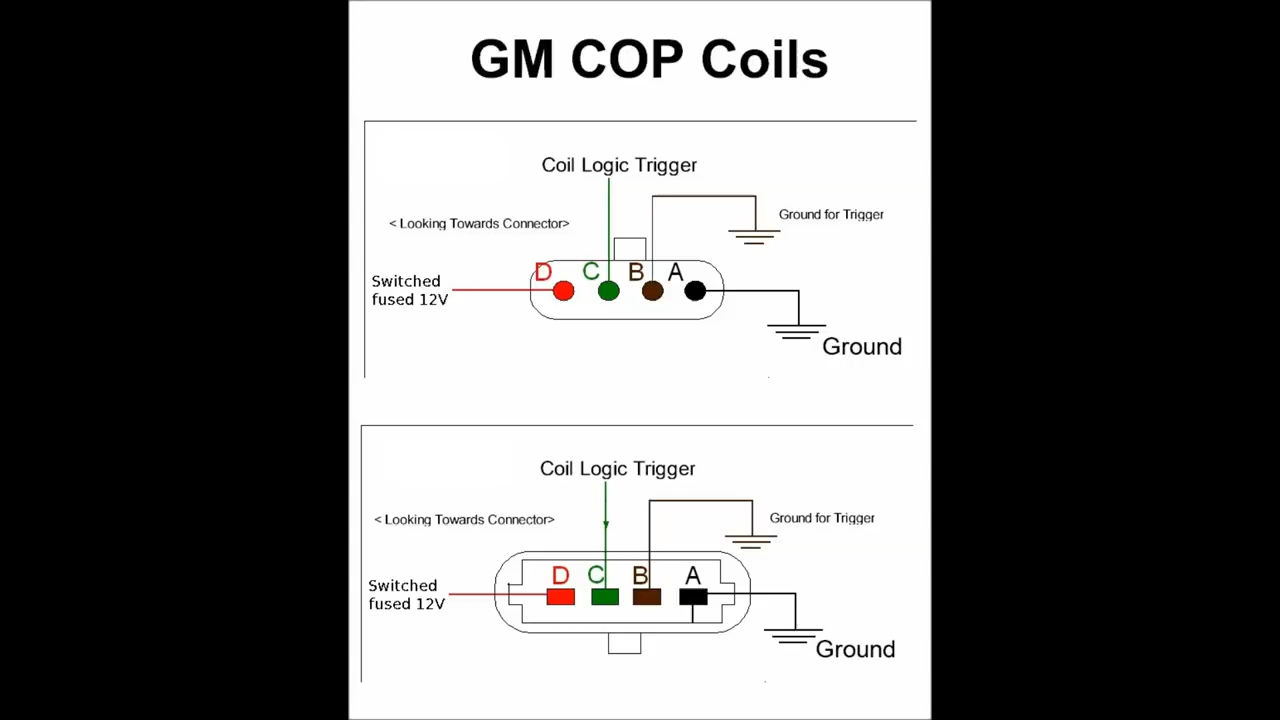 GM COP Coils
Coil Logic Trigger
Ground for Trigger
< Looking Towards Connector>
D C B A
Switched
fused 12V
Ground
Coil Logic Trigger
Ground for Trigger
< Looking Towards Connector>
D C B A
Switched
fused 12V
Ground